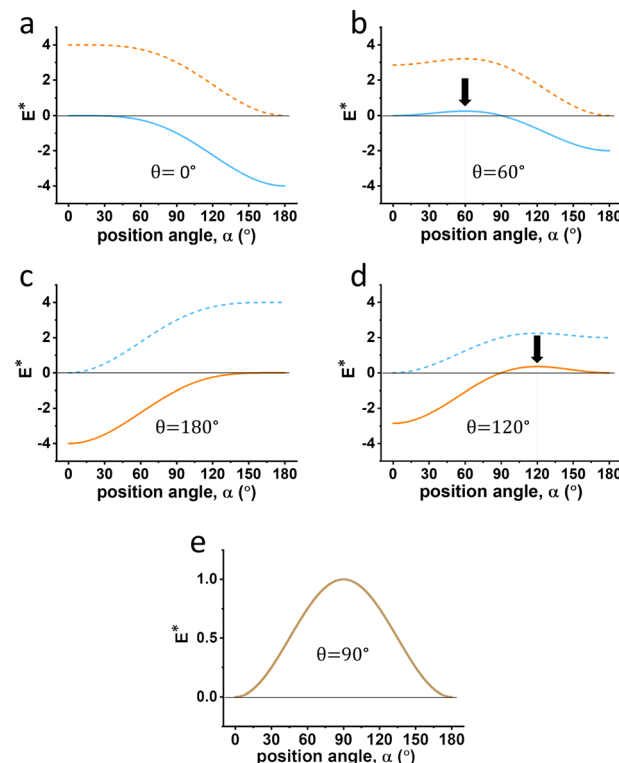 a
4
2
0
-2
-4
E*
θ= 0°
0 30 60 90 120 150 180
position angle, α (°)
b
4
2
0
-2
-4
E*
θ=60°
0 30 60 90 120 150 180
position angle, α (°)
c
4
2
0
-2
-4
E*
θ=180°
0 30 60 90 120 150 180
position angle, α (°)
d
4
2
0
-2
-4
E*
θ=120°
0 30 60 90 120 150 180
position angle, α (°)
e
1.0
0.5
0.0
E*
θ=90°
0 30 60 90 120 150 180
position angle, α (°)